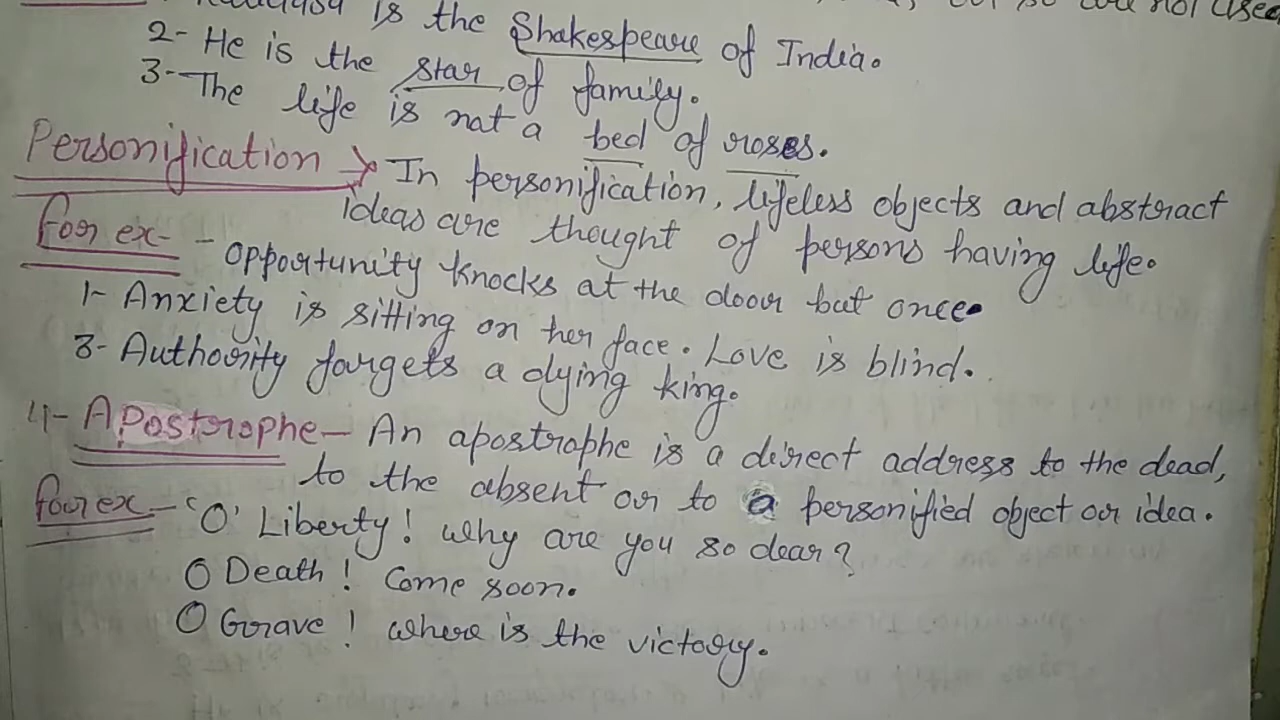 is the Shakespeare of India.
2- He is the star of family.
3- The life is not a bed of roses.
Personification → In personification, lifeless objects and abstract
ideas are thought of persons having life.
for ex- - Opportunity knocks at the door but once.
1- Anxiety is sitting on her face. Love is blind.
3- Authority forgets a dying king.
4- Apostrophe- An apostrophe is a direct address to the dead,
to the absent or to a personified object or idea.
for ex- 'O' Liberty! Why are you so dear?
O Death! Come soon.
O Grave! where is the victory.